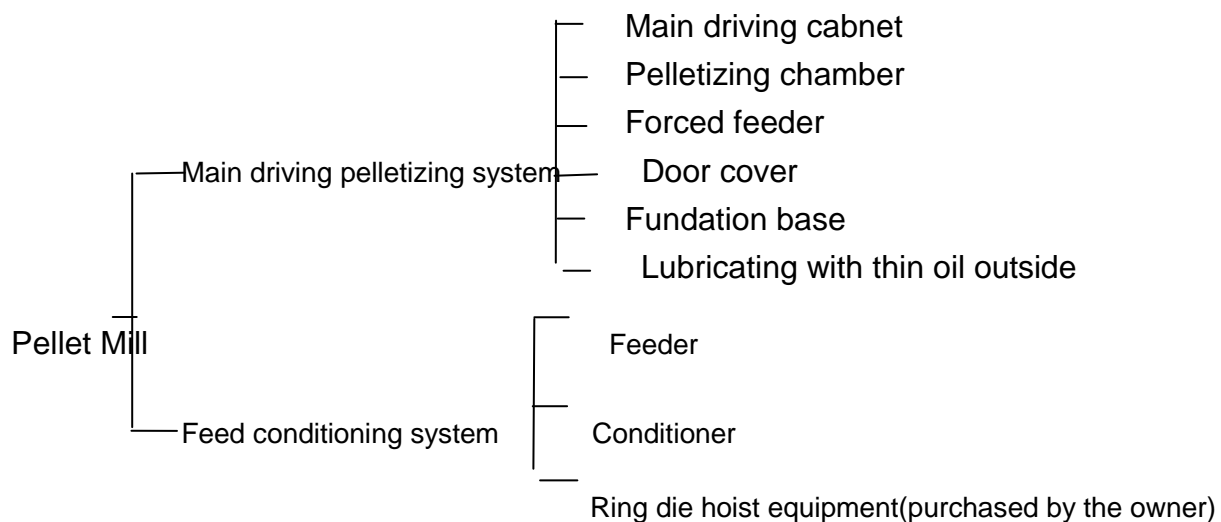 Main driving cabnet
Pelletizing chamber
Forced feeder
Main driving pelletizing system
Door cover
Fundation base
Lubricating with thin oil outside
Pellet Mill
Feeder
Feed conditioning system
Conditioner
Ring die hoist equipment(purchased by the owner)